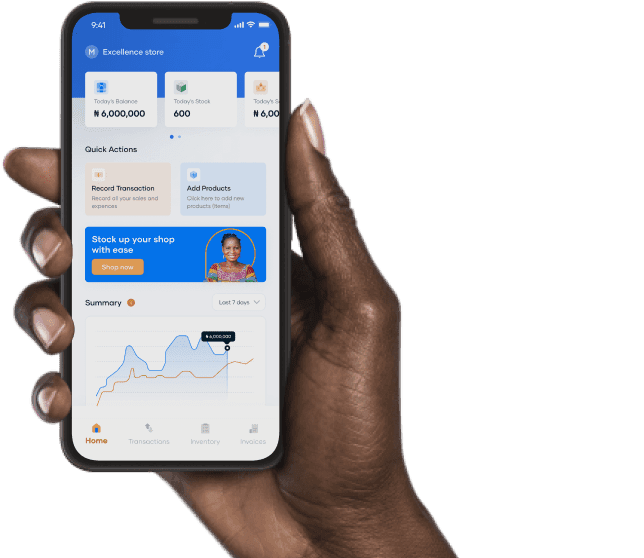 9:41
M Excellence store
1
Today's Balance
₦ 6,000,000
Today's Stock
600
Today's S
₦ 6,00
Quick Actions
Record Transaction
Record all your sales and
expences
Add Products
Click here to add new
products (items)
Stock up your shop
with ease
Shop now
Summary
Last 7 days
₦ 6,000,000
Home
Transactions
Inventory
Invoices